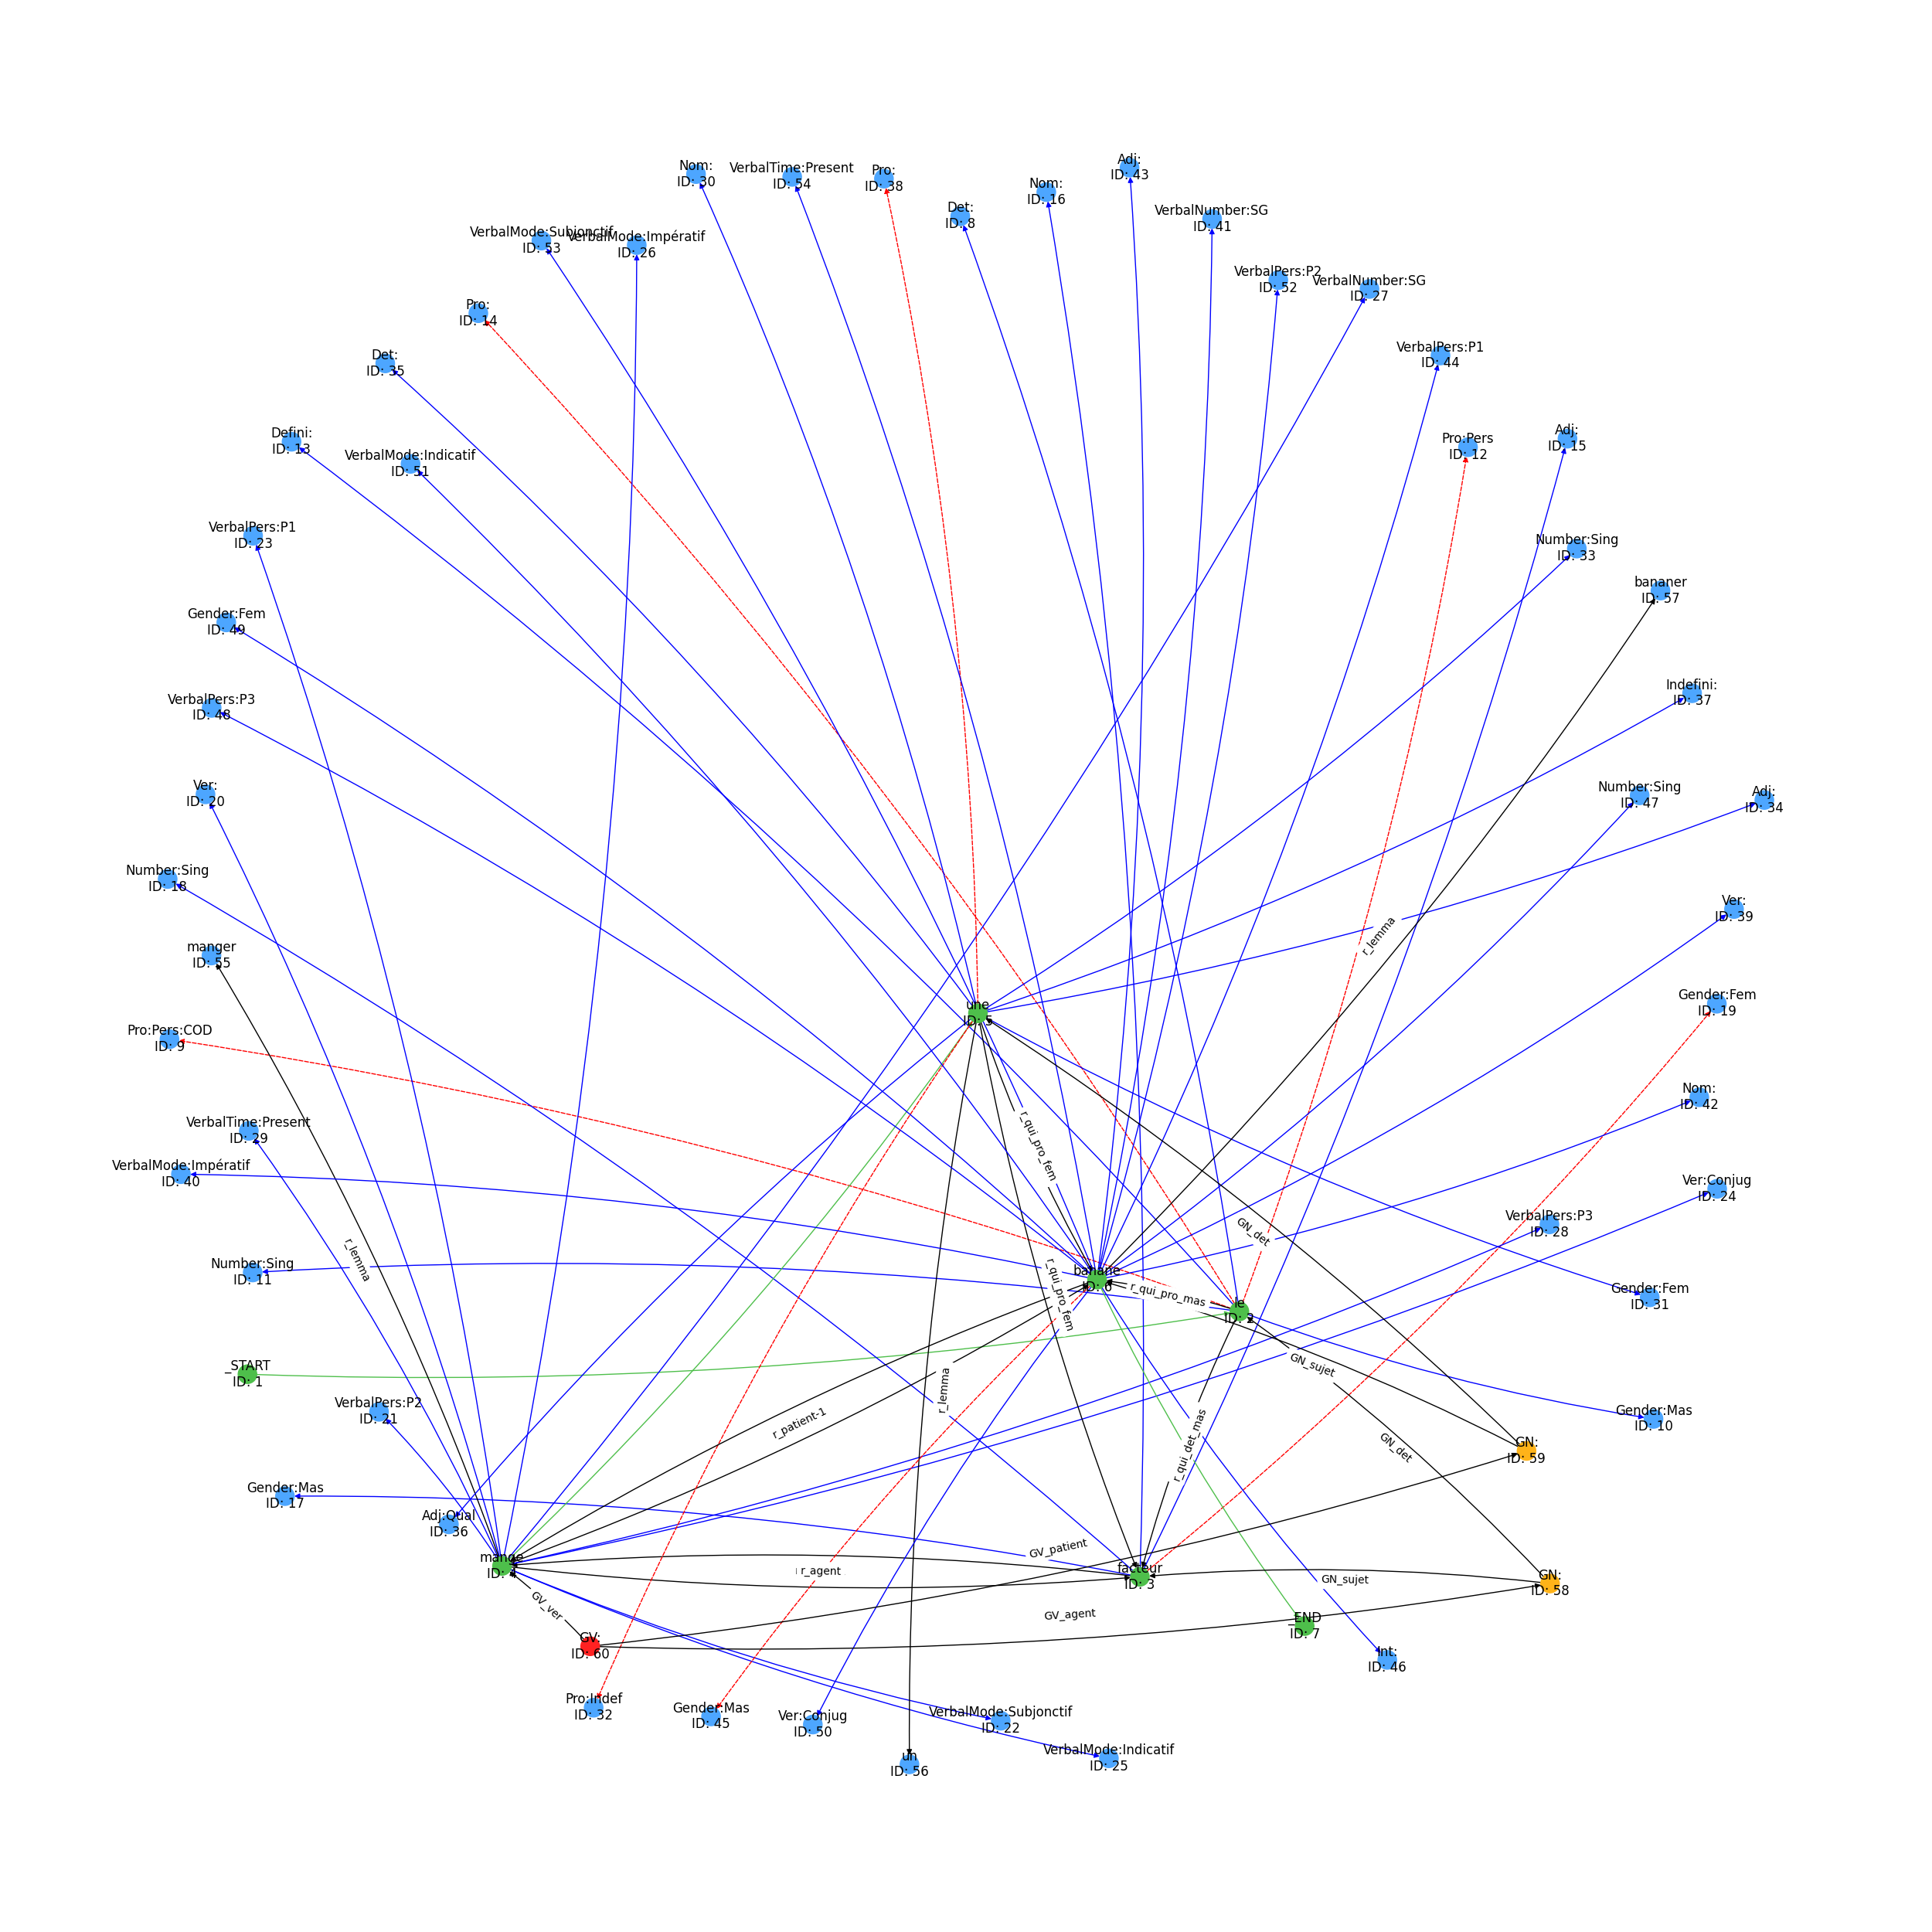 Adj:
ID: 43
Nom:
ID: 30
VerbalTime:Present
ID: 54
Pro:
ID: 38
Nom:
ID: 16
Det:
ID: 8
VerbalNumber:SG
ID: 41
VerbalMode:Subjonctif
ID: 53
VerbalMode:Impératif
ID: 26
VerbalPers:P2
ID: 52
VerbalNumber:SG
ID: 27
Pro:
ID: 14
VerbalPers:P1
ID: 44
Det:
ID: 35
Defini:
ID: 13
Adj:
ID: 15
Pro:Pers
ID: 12
VerbalMode:Indicatif
ID: 51
VerbalPers:P1
ID: 23
Number:Sing
ID: 33
bananer
ID: 57
Gender:Fem
ID: 49
Indefini:
ID: 37
VerbalPers:P3
ID: 48
Ver:
ID: 20
Number:Sing
ID: 47
Adj:
ID: 34
Number:Sing
ID: 18
Ver:
ID: 39
r_lemma
manger
ID: 55
Gender:Fem
ID: 19
une
ID: 5
Pro:Pers:COD
ID: 9
Nom:
ID: 42
VerbalTime:Present
ID: 29
r_qui_pro_fem
VerbalMode:Impératif
ID: 40
Ver:Conjug
ID: 24
VerbalPers:P3
ID: 28
GN_det
r_lemma
Number:Sing
ID: 11
banane
ID: 6
r_qui_pro_mas
r_qui_pro_fem
Gender:Fem
ID: 31
le
ID: 2
GN_sujet
_START
ID: 1
r_lemma
VerbalPers:P2
ID: 21
Gender:Mas
ID: 10
r_patient-1
r_qui_det_mas
GN_det
GN:
ID: 59
Gender:Mas
ID: 17
Adj:Qual
ID: 36
GV_patient
mange
ID: 4
r_agent
facteur
ID: 3
GN_sujet
GN:
ID: 58
GV_ver
GV_agent
_END
ID: 7
GV:
ID: 60
Int:
ID: 46
Pro:Indef
ID: 32
Gender:Mas
ID: 45
Ver:Conjug
ID: 50
VerbalMode:Subjonctif
ID: 22
VerbalMode:Indicatif
ID: 25
un
ID: 56